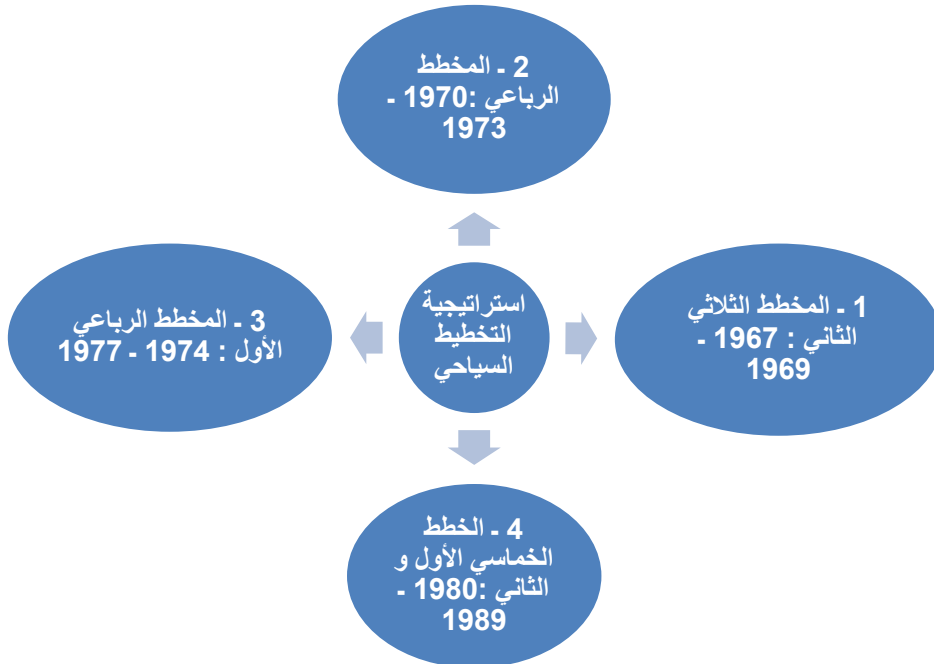 2 - المخطط
الرباعي :1970 -
1973
1 - المخطط الثلاثي
الثاني : 1967 -
1969
استراتيجية
التخطيط
السياحي
3 - المخطط الرباعي
الأول : 1974 - 1977
4 - الخطط
الخماسي الأول و
الثاني :1980 -
1989